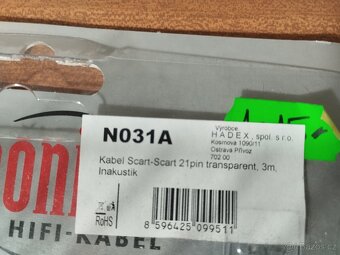 N031A
Výrobce
HADEX, spol. s r.o.
Kosmova 1090/11
Ostrava Přívoz
702 00
Kabel Scart-Scart 21pin transparent, 3m,
Inakustik
RoHS
8 596425 099511
oni
HIFI-KABEL